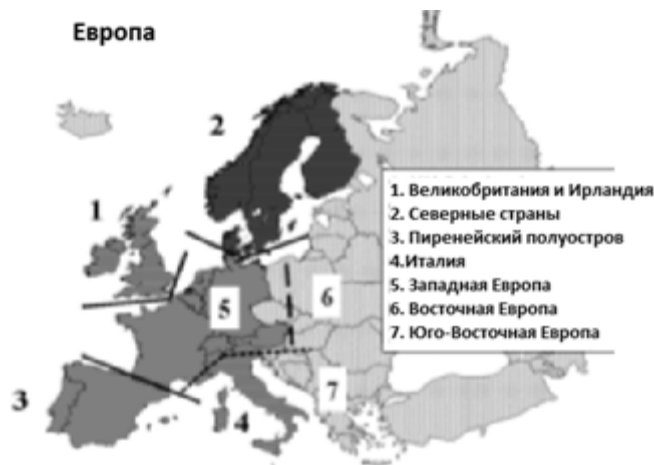 Европа
2
1
1. Великобритания и Ирландия
2. Северные страны
3. Пиренейский полуостров
4.Италия
5. Западная Европа
6. Восточная Европа
7. Юго-Восточная Европа
5
6
3
4
7